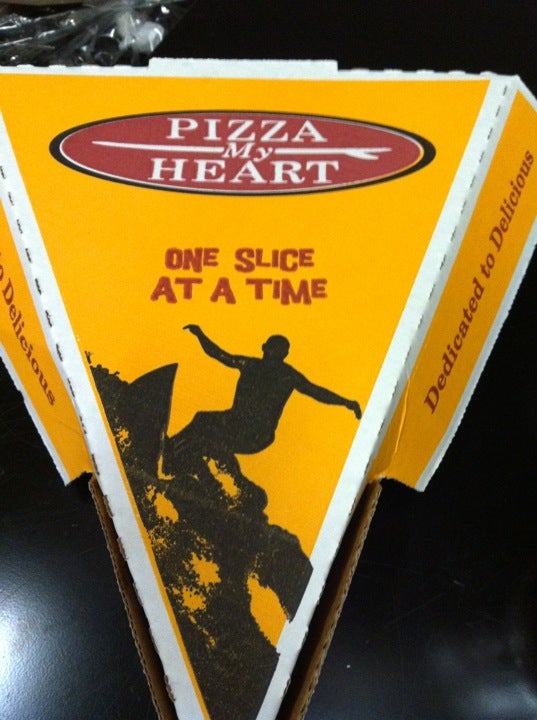 PIZZA
My
HEART
ONE SLICE
AT A TIME
Dedicated to Delicious
o Delicious